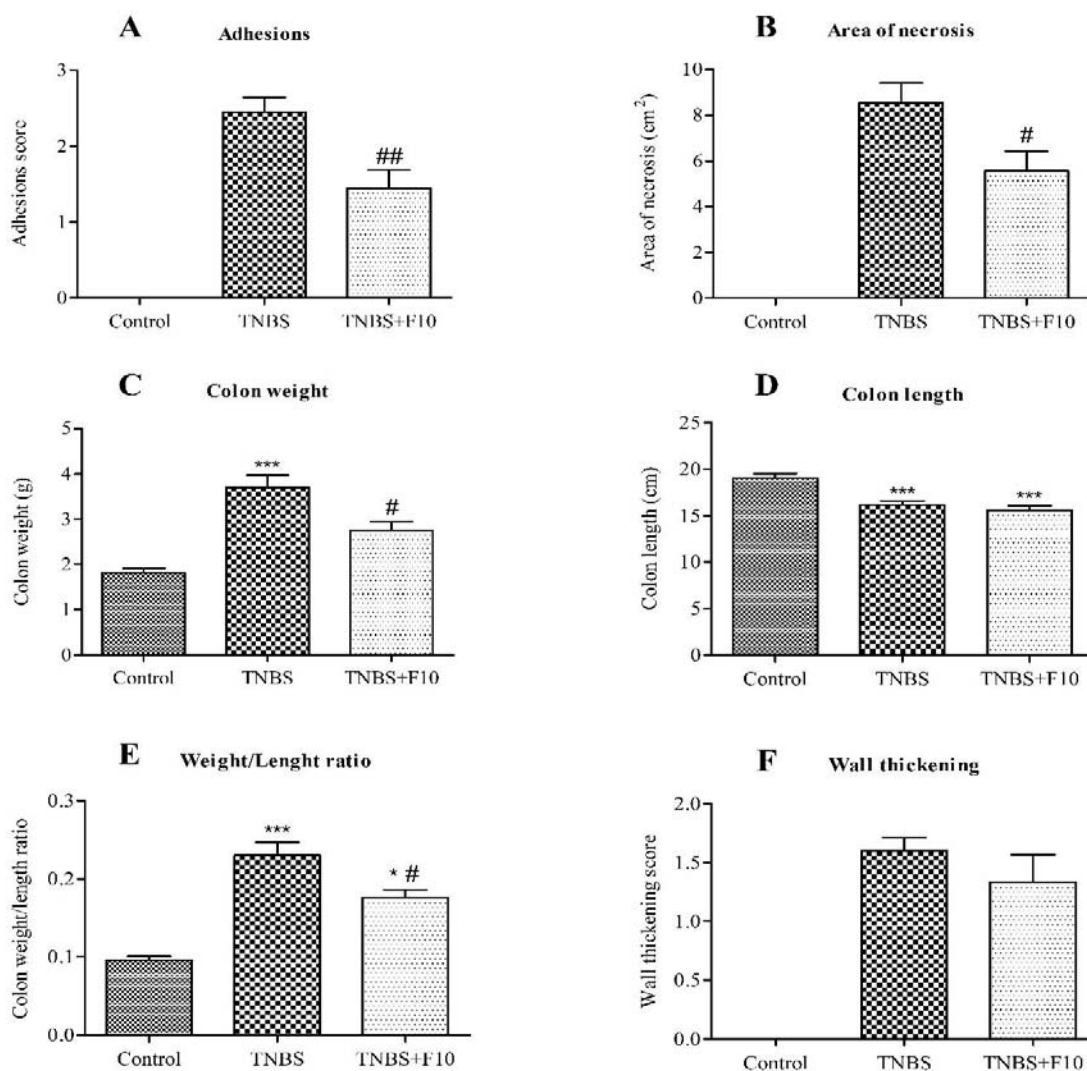 A
Adhesions
Adhesions score
3
2
1
0
##
Control TNBS TNBS+F10
B
Area of necrosis
Area of necrosis (cm²)
10
8
6
4
2
0
#
Control TNBS TNBS+F10
C
Colon weight
Colon weight (g)
5
4
3
2
1
0
***
#
Control TNBS TNBS+F10
D
Colon length
Colon length (cm)
25
20
15
10
5
0
***
***
Control TNBS TNBS+F10
E
Weight/Lenght ratio
Colon weight/length ratio
0.3
0.2
0.1
0.0
***
* #
Control TNBS TNBS+F10
F
Wall thickening
Wall thickening score
2.0
1.5
1.0
0.5
0.0
Control TNBS TNBS+F10